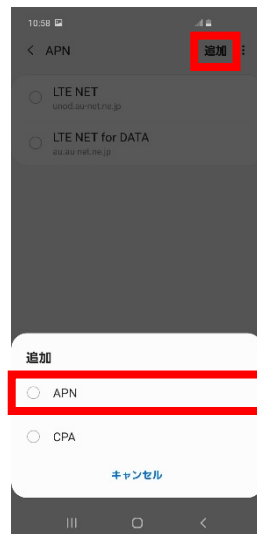 10:58
APN 追加
LTE NET
unod.au-net.ne.jp
LTE NET for DATA
au.au-net.ne.jp
追加
APN
CPA
キャンセル